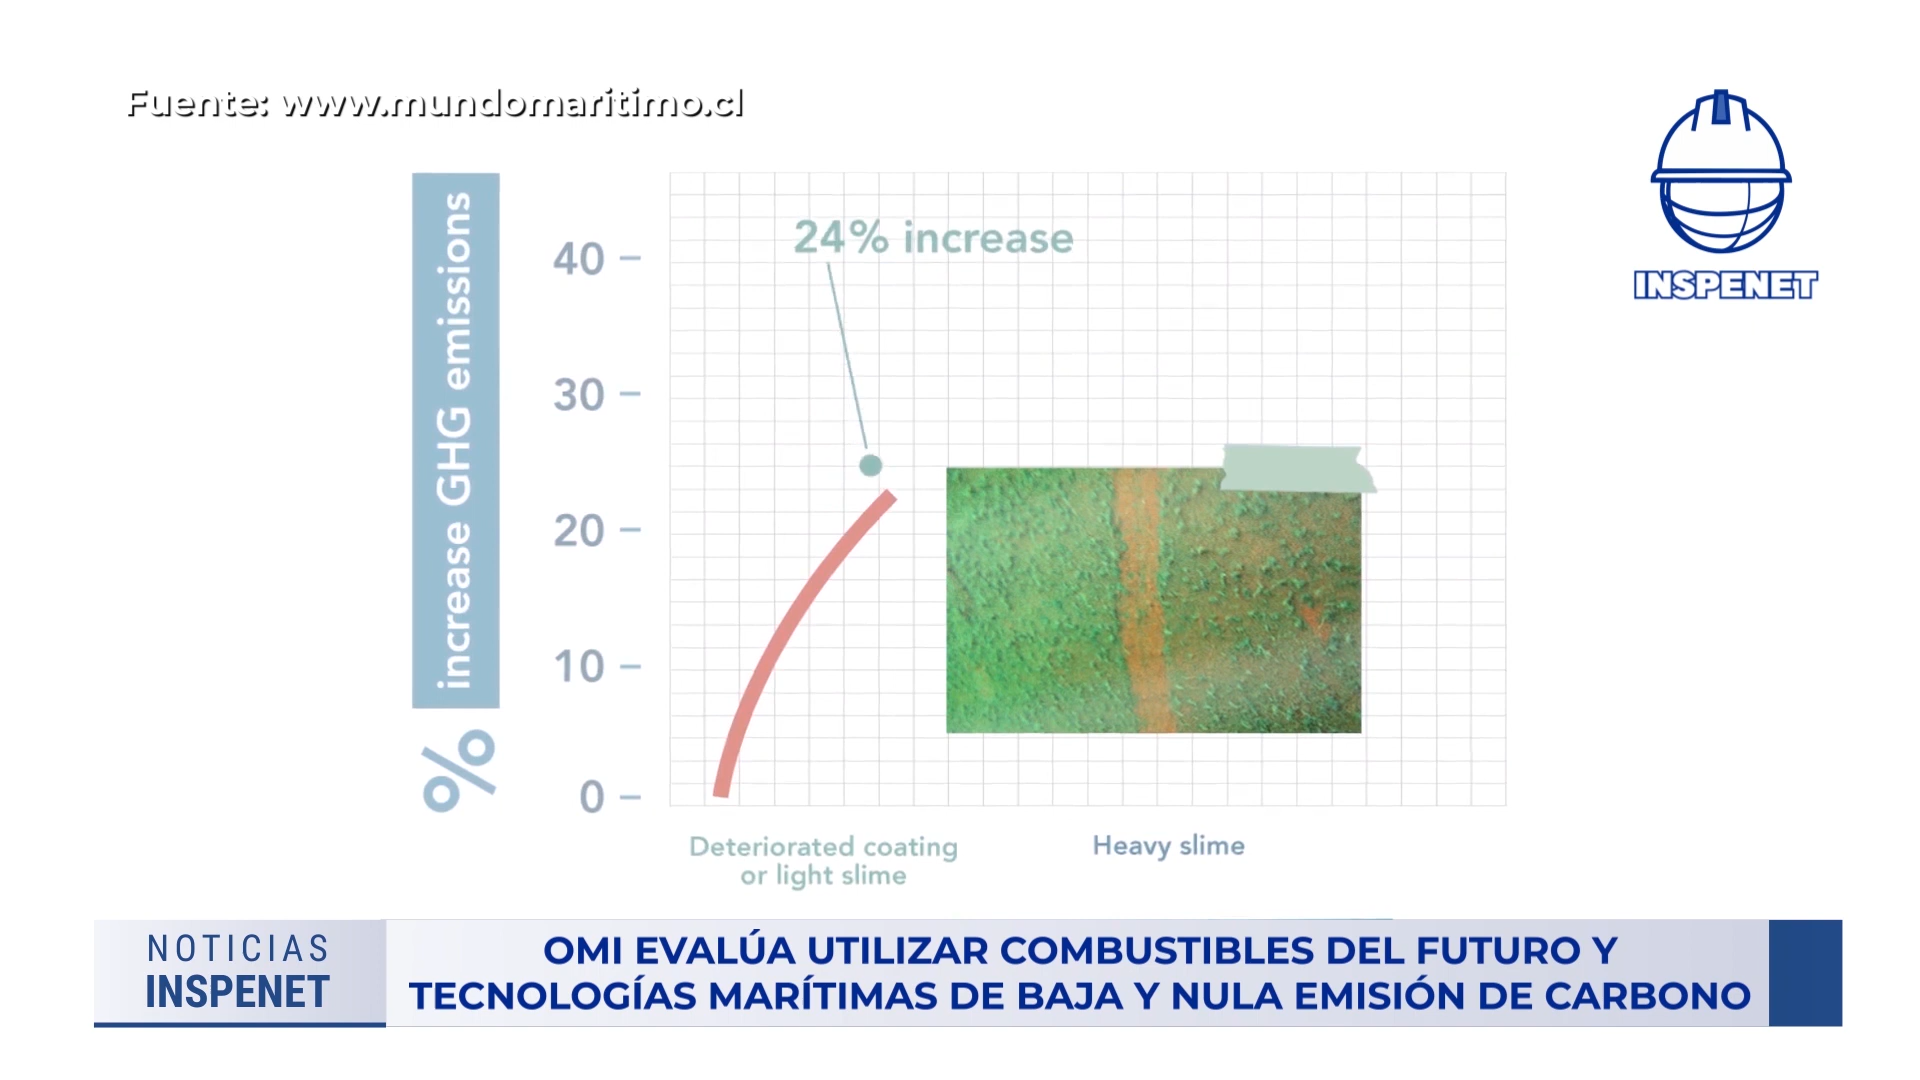 Fuente: www.mundomaritimo.cl
INSPENET
% increase GHG emissions
24% increase
40
30
20
10
0
Deteriorated coating
or light slime
Heavy slime
NOTICIAS
INSPENET
OMI EVALÚA UTILIZAR COMBUSTIBLES DEL FUTURO Y
TECNOLOGÍAS MARÍTIMAS DE BAJA Y NULA EMISIÓN DE CARBONO